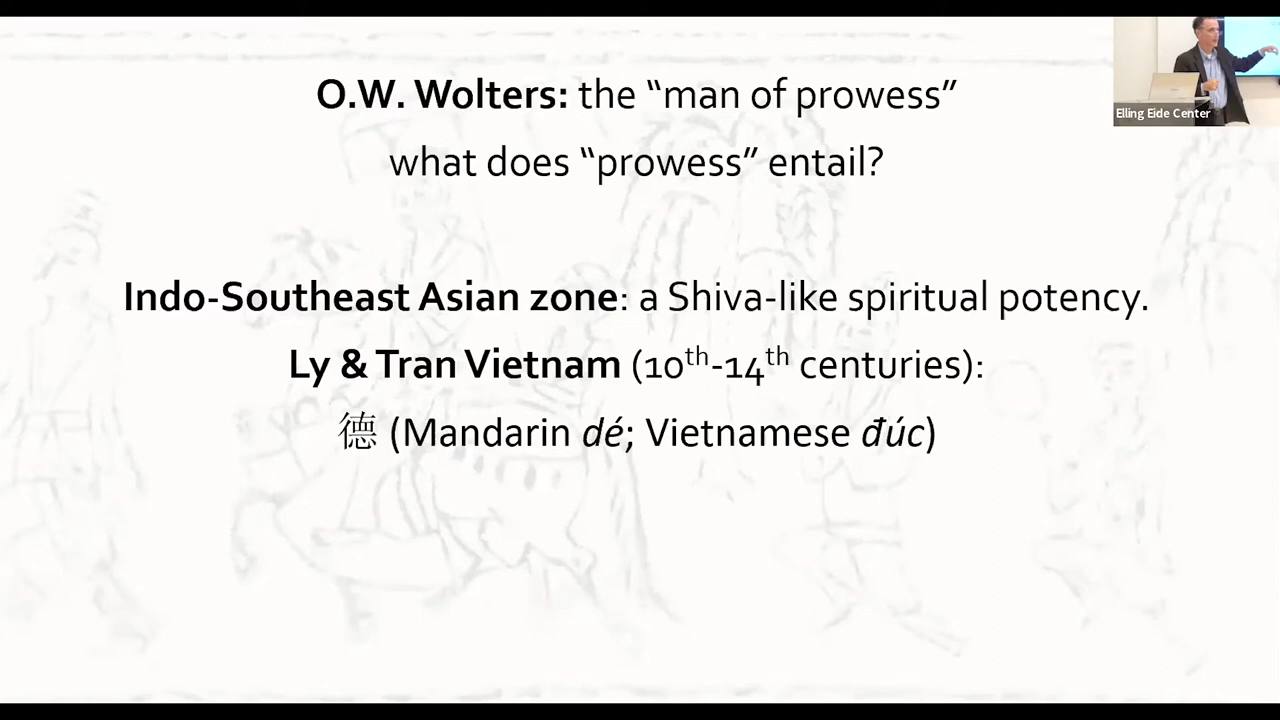 O.W. Wolters: the “man of prowess”
what does “prowess” entail?
Indo-Southeast Asian zone: a Shiva-like spiritual potency.
Ly & Tran Vietnam (10th-14th centuries):
德 (Mandarin dé; Vietnamese đúc)
Elling Eide Center